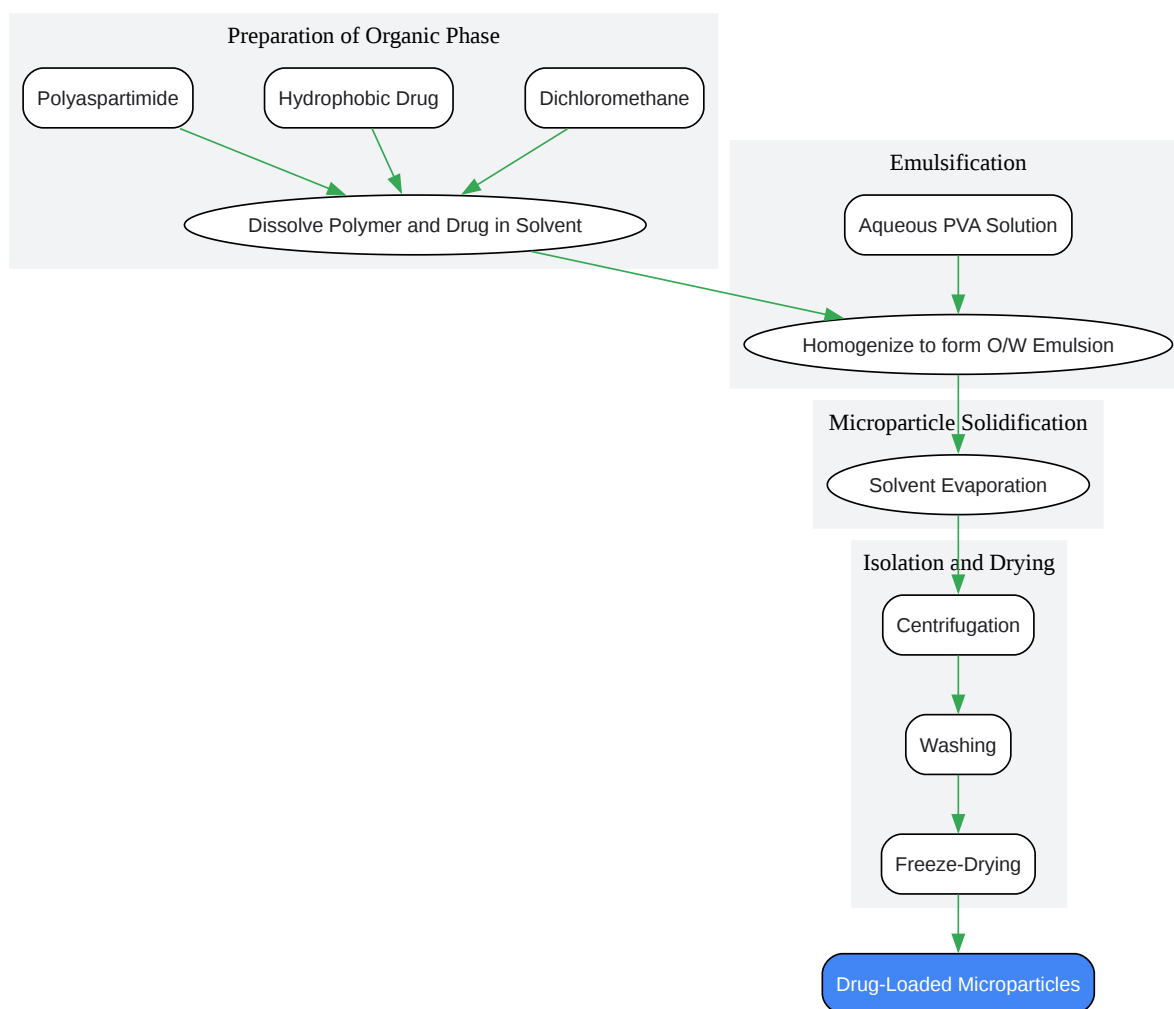 Preparation of Organic Phase
Polyaspartimide
Hydrophobic Drug
Dichloromethane
Dissolve Polymer and Drug in Solvent
Emulsification
Aqueous PVA Solution
Homogenize to form O/W Emulsion
Microparticle Solidification
Solvent Evaporation
Isolation and Drying
Centrifugation
Washing
Freeze-Drying
Drug-Loaded Microparticles